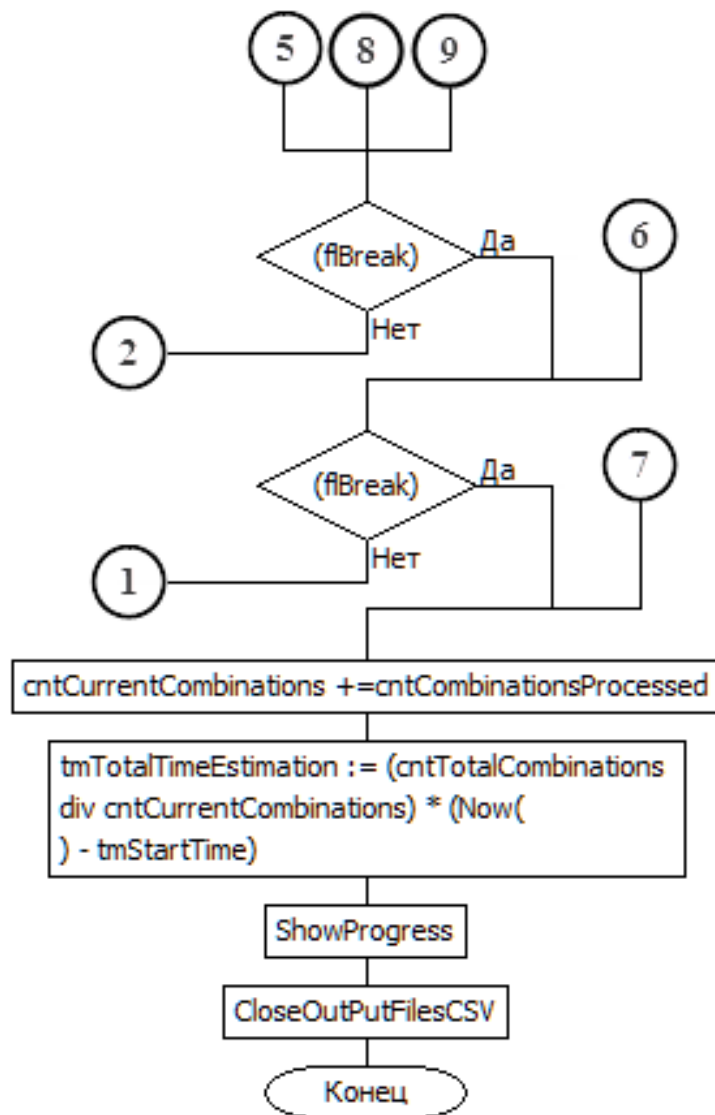 5 8 9
(flBreak)
Да
6
Нет
2
(flBreak)
Да
7
Нет
1
cntCurrentCombinations +=cntCombinationsProcessed
tmTotalTimeEstimation := (cntTotalCombinations
div cntCurrentCombinations) * (Now(
) - tmStartTime)
ShowProgress
CloseOutPutFilesCSV
Конец